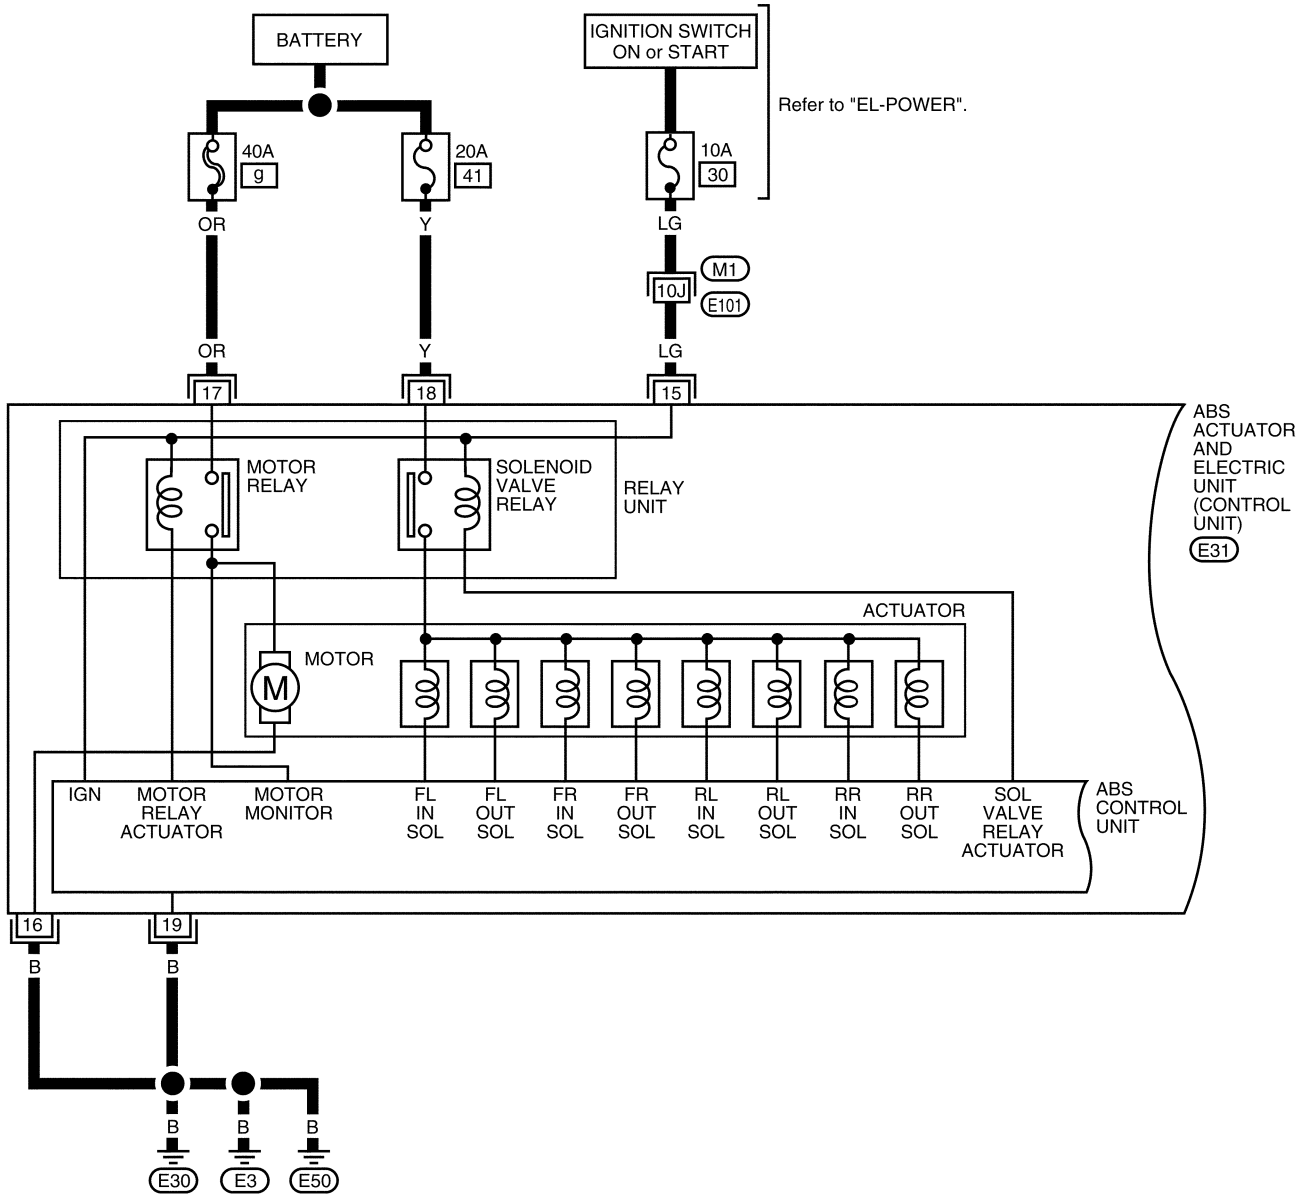 BATTERY
IGNITION SWITCH
ON or START
Refer to "EL-POWER".
40A
g
20A
41
10A
30
OR
Y
LG
M1
10J
E101
OR
Y
LG
17
18
15
ABS
ACTUATOR
AND
ELECTRIC
UNIT
(CONTROL
UNIT)
E31
MOTOR
RELAY
SOLENOID
VALVE
RELAY
RELAY
UNIT
ACTUATOR
MOTOR
M
IGN
MOTOR
RELAY
ACTUATOR
MOTOR
MONITOR
FL
IN
SOL
FL
OUT
SOL
FR
IN
SOL
FR
OUT
SOL
RL
IN
SOL
RL
OUT
SOL
RR
IN
SOL
RR
OUT
SOL
SOL
VALVE
RELAY
ACTUATOR
ABS
CONTROL
UNIT
16
19
B
B
B
B
B
E30
E3
E50